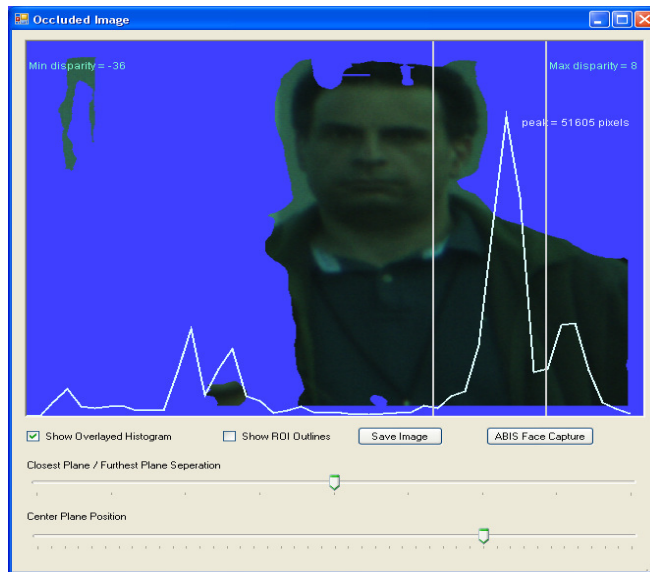 Occluded Image
Min disparity = -36
Max disparity = 8
peak = 51605 pixels
Show Overlayed Histogram
Show ROI Outlines
Save Image
ABIS Face Capture
Closest Plane / Furthest Plane Seperation
Center Plane Position